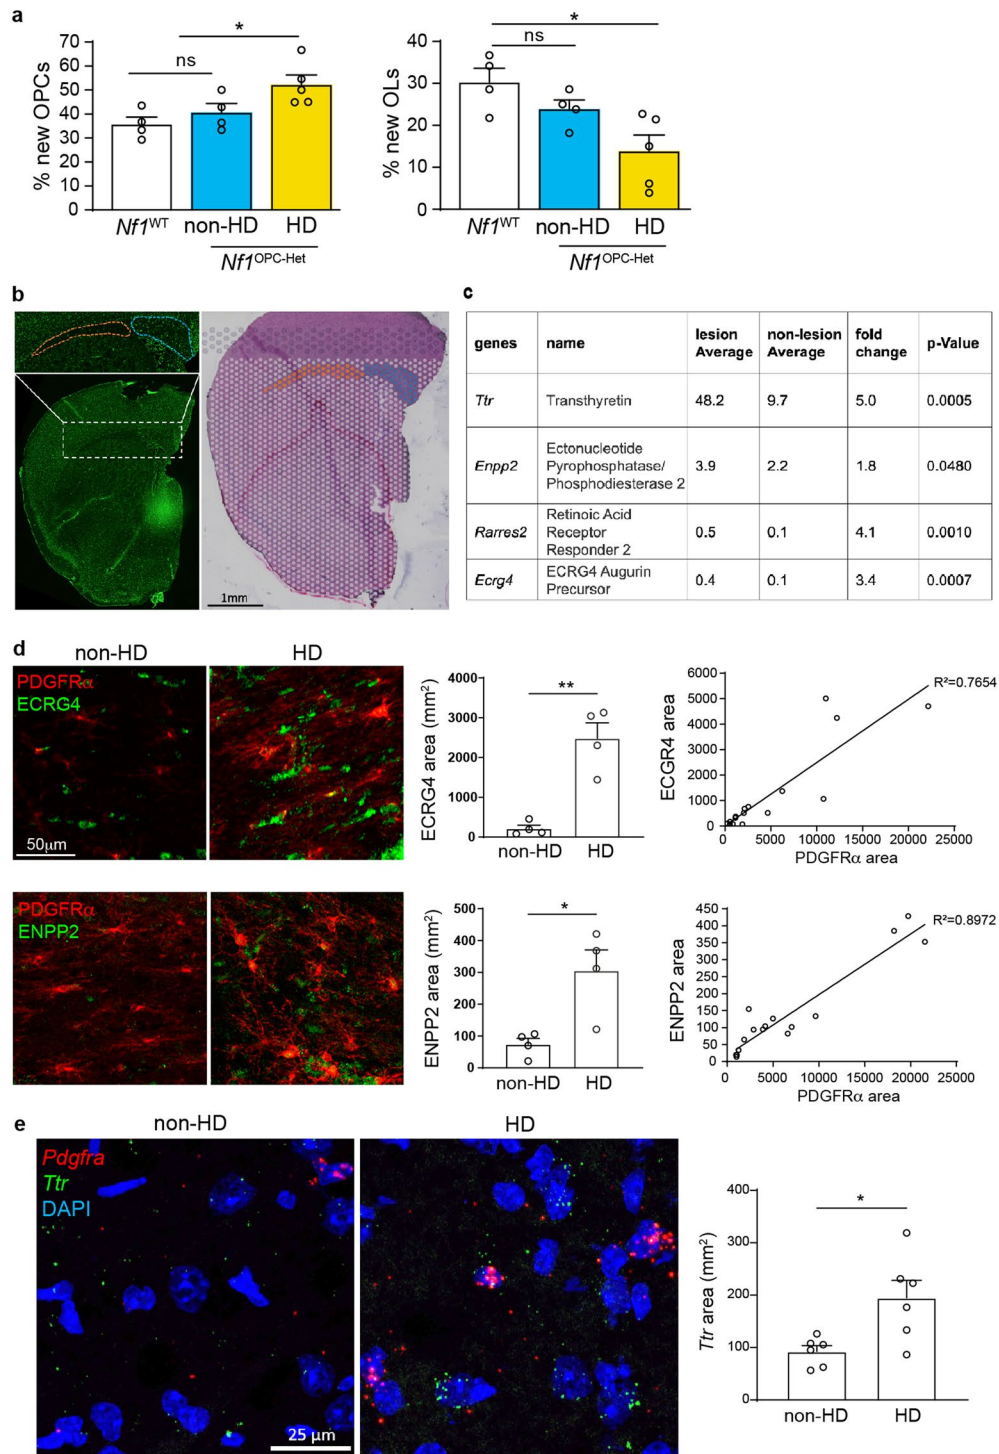 a
% new OPCs
70
60
50
40
30
20
10
0
ns
*
Nf1WT
non-HD
HD
Nf1OPC-Het
% new OLs
40
30
20
10
0
ns
*
Nf1WT
non-HD
HD
Nf1OPC-Het
b
1mm
c
genes name lesion Average non-lesion Average fold change p-Value
Ttr Transthyretin 48.2 9.7 5.0 0.0005
Enpp2 Ectonucleotide Pyrophosphatase/ Phosphodiesterase 2 3.9 2.2 1.8 0.0480
Rarres2 Retinoic Acid Receptor Responder 2 0.5 0.1 4.1 0.0010
Ecrg4 ECRG4 Augurin Precursor 0.4 0.1 3.4 0.0007
d
non-HD
HD
PDGFRα
ECRG4
50μm
ECRG4 area (mm²)
4000
3000
2000
1000
0
**
non-HD
HD
ECGR4 area
6000
5000
4000
3000
2000
1000
0
R²=0.7654
0 5000 10000 15000 20000 25000
PDGFRα area
PDGFRα
ENPP2
ENPP2 area (mm²)
500
400
300
200
100
0
*
non-HD
HD
ENPP2 area
450
400
350
300
250
200
150
100
50
0
R²=0.8972
0 5000 10000 15000 20000 25000
PDGFRα area
e
non-HD
HD
Pdgfra
Ttr
DAPI
25 μm
Ttr area (mm²)
400
300
200
100
0
*
non-HD
HD